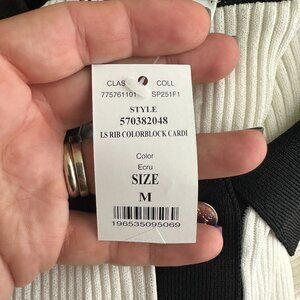 CLAS COLL
775761101 SP251F1
STYLE
570382048
LS RIB COLORBLOCK CARDI
Color
Ecru
SIZE
M
196535095069